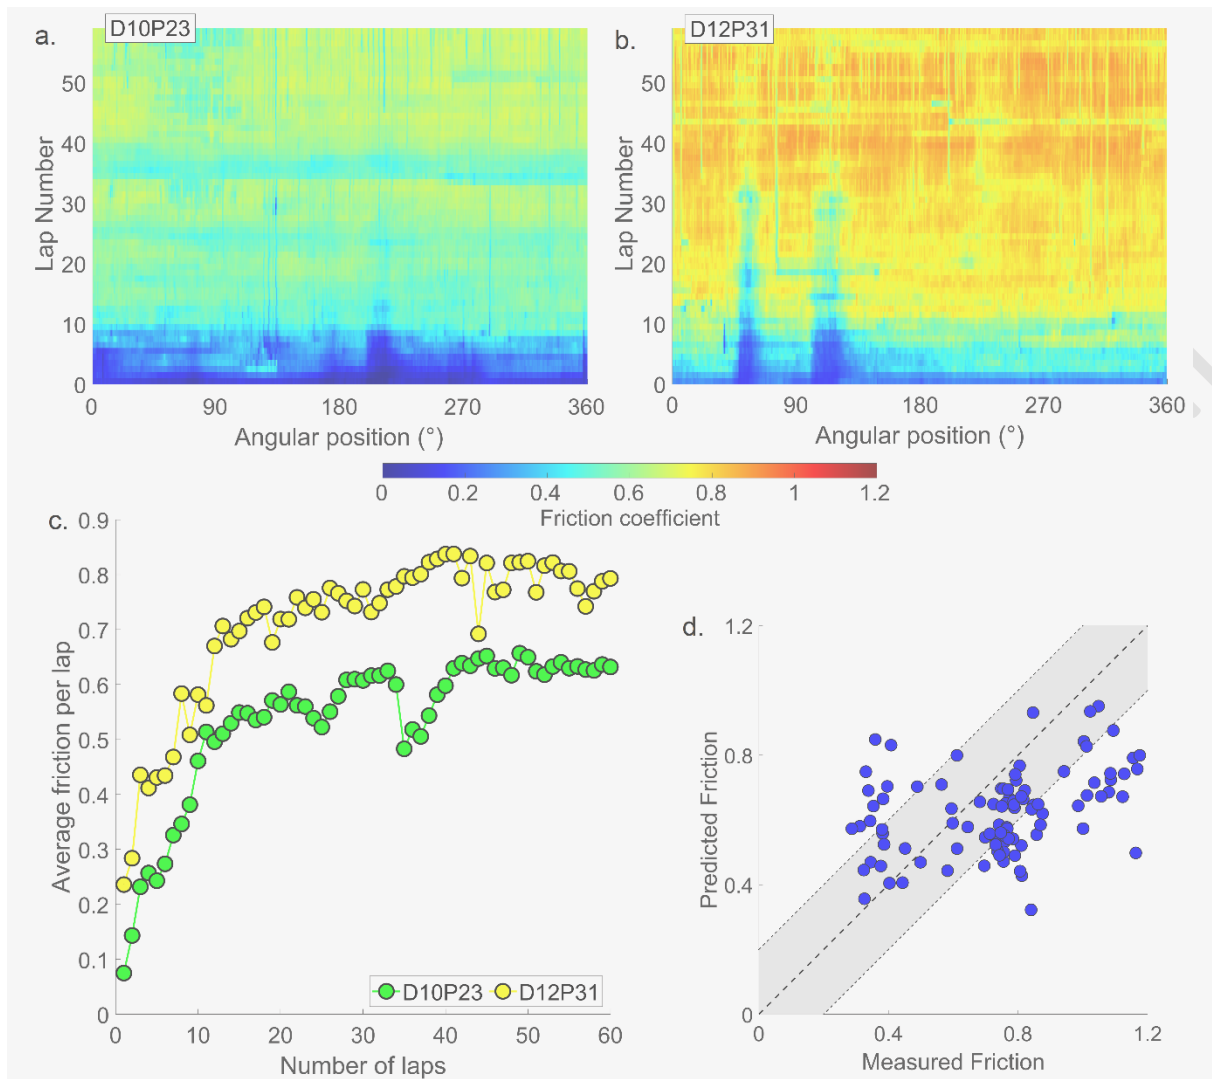 a.
D10P23
Lap Number
50
40
30
20
10
0
0 90 180 270 360
Angular position (°)
b.
D12P31
Lap Number
50
40
30
20
10
0
0 90 180 270 360
Angular position (°)
0 0.2 0.4 0.6 0.8 1 1.2
Friction coefficient
c.
Average friction per lap
0.9
0.8
0.7
0.6
0.5
0.4
0.3
0.2
0.1
0
0 10 20 30 40 50 60
Number of laps
D10P23 D12P31
d.
Predicted Friction
1.2
0.8
0.4
0
0 0.4 0.8 1.2
Measured Friction